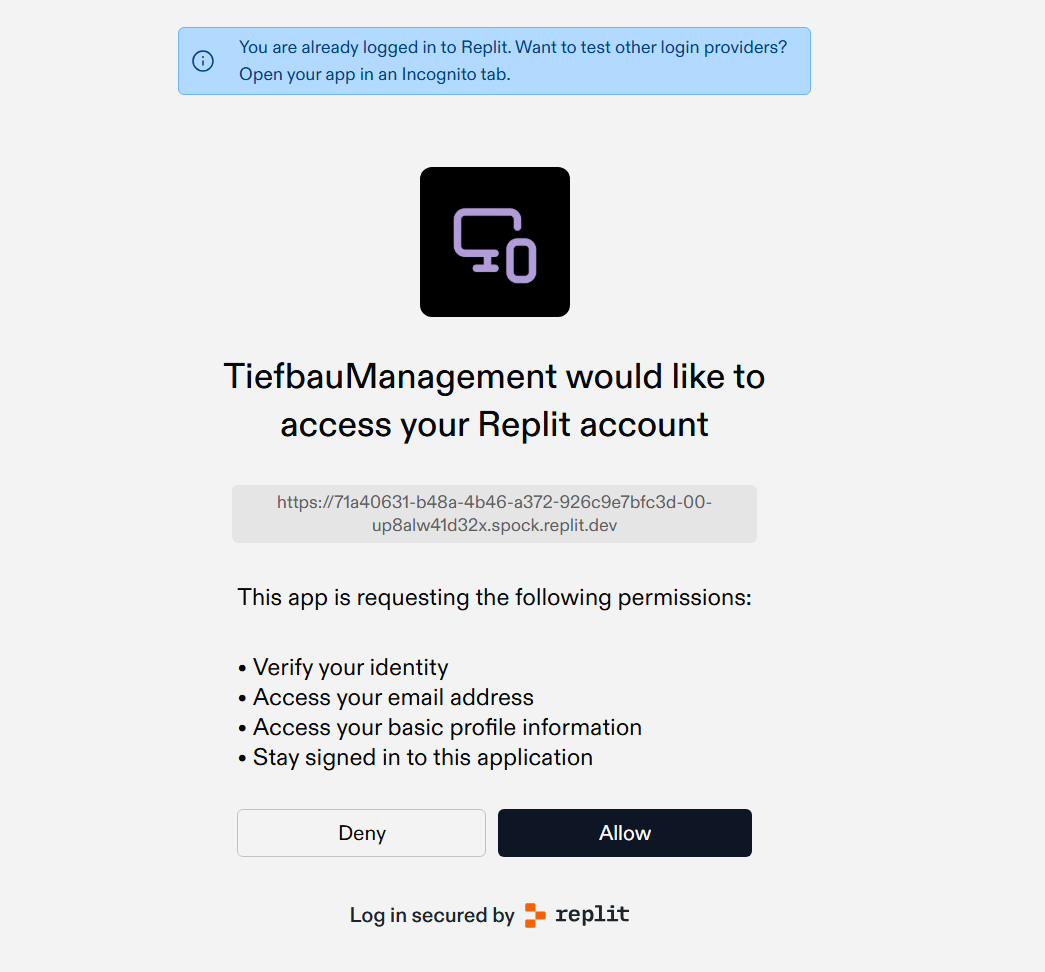 You are already logged in to Replit. Want to test other login providers?
Open your app in an Incognito tab.
TiefbauManagement would like to
access your Replit account
https://71a40631-b48a-4b46-a372-926c9e7bfc3d-00-
up8alw41d32x.spock.replit.dev
This app is requesting the following permissions:
• Verify your identity
• Access your email address
• Access your basic profile information
• Stay signed in to this application
Deny
Allow
Log in secured by replit